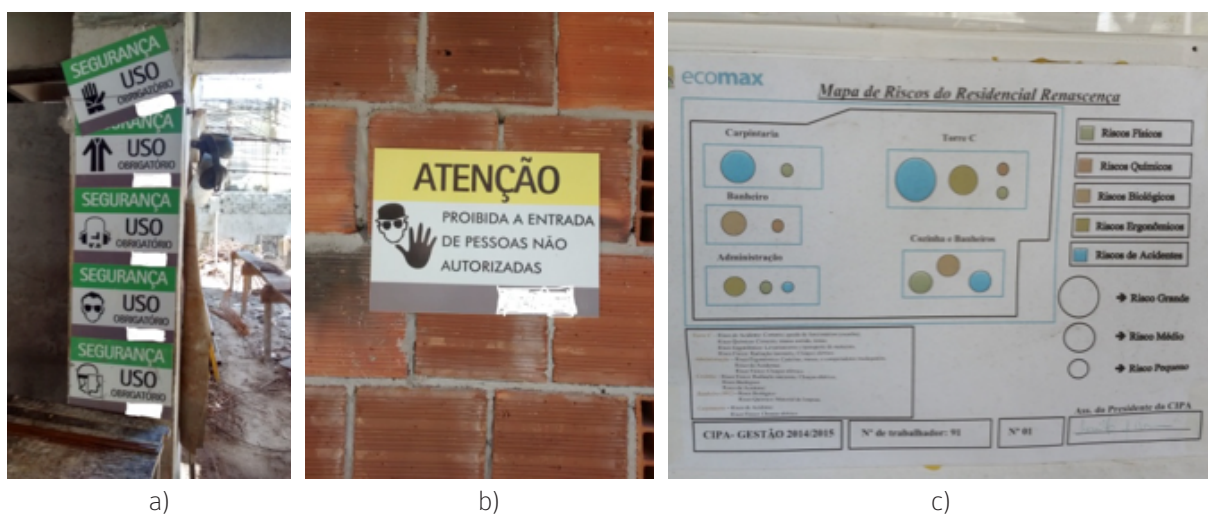 SEGURANÇA
USO
OBRIGATÓRIO
URANÇA
USO
OBRIGATÓRIO
SEGURANÇA
USO
OBRIGATÓRIO
SEGURANÇA
USO
OBRIGATÓRIO
SEGURANÇA
USO
OBRIGATÓRIO
a)
ATENÇÃO
PROIBIDA A ENTRADA
DE PESSOAS NÃO
AUTORIZADAS
b)
ecomax
Mapa de Riscos do Residencial Renascença
Carpintaria
Banheiro
Administração
Torre C
Cozinha e Banheiros
Riscos Físicos
Riscos Químicos
Riscos Biológicos
Riscos Ergonômicos
Riscos de Acidentes
→ Risco Grande
→ Risco Médio
→ Risco Pequeno
Ass. do Presidente da CIPA
CIPA- GESTÃO 2014/2015
Nº de trabalhador: 91
Nº 01
c)